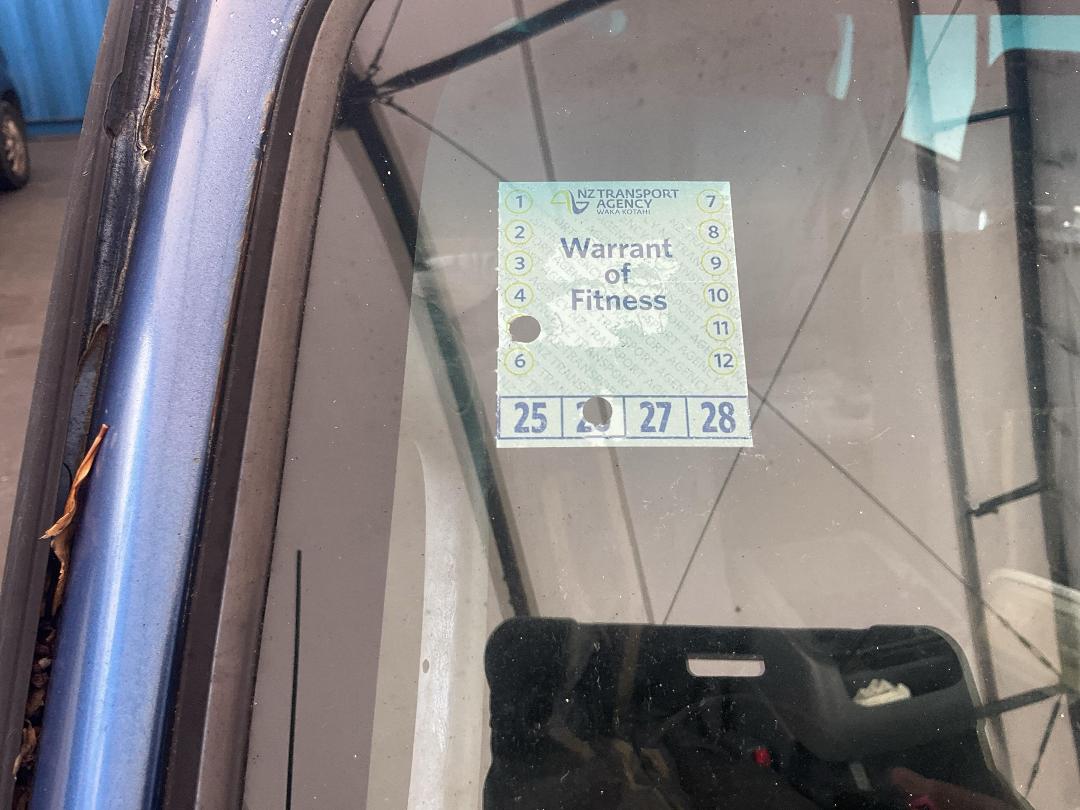 NZ TRANSPORT
AGENCY
WAKA KOTAHI
Warrant
of
Fitness
1
2
3
4
6
7
8
9
10
11
12
25 27 28